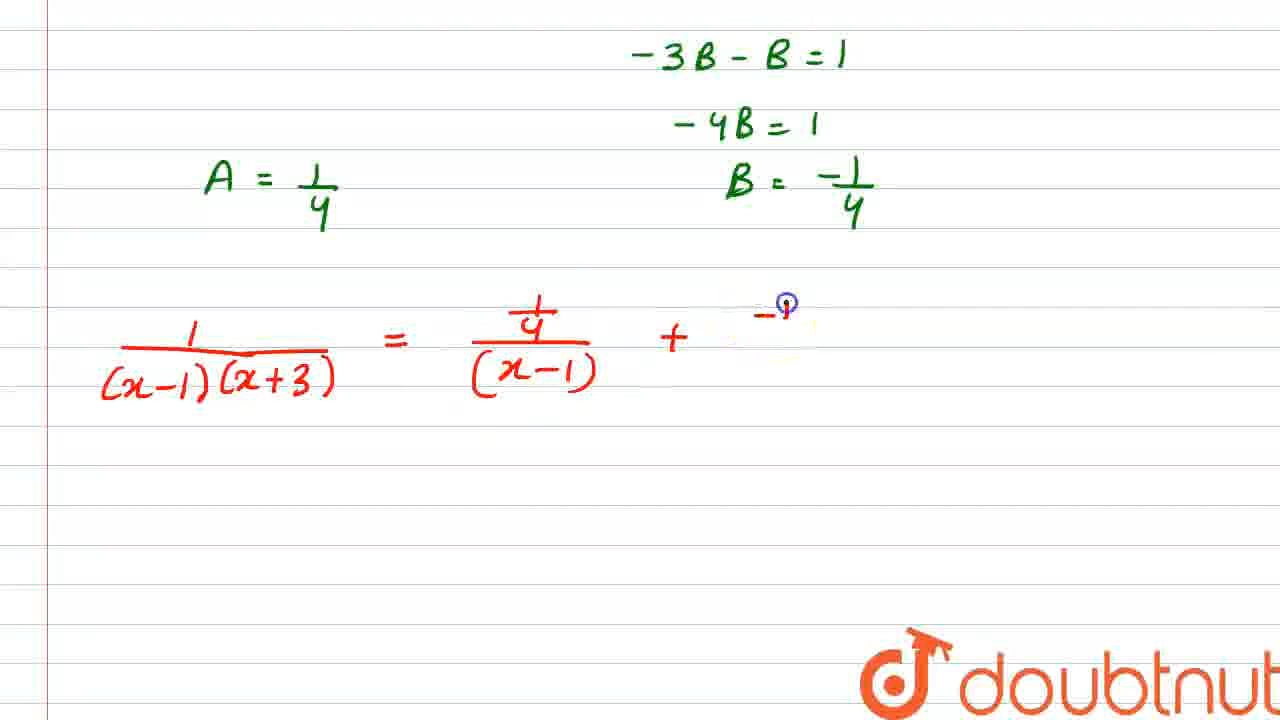 -3B - B = 1
-4B = 1
A = 1/4 B = -1/4
1/((x-1)(x+3)) = (1/4)/((x-1)) + -1
doubtnut